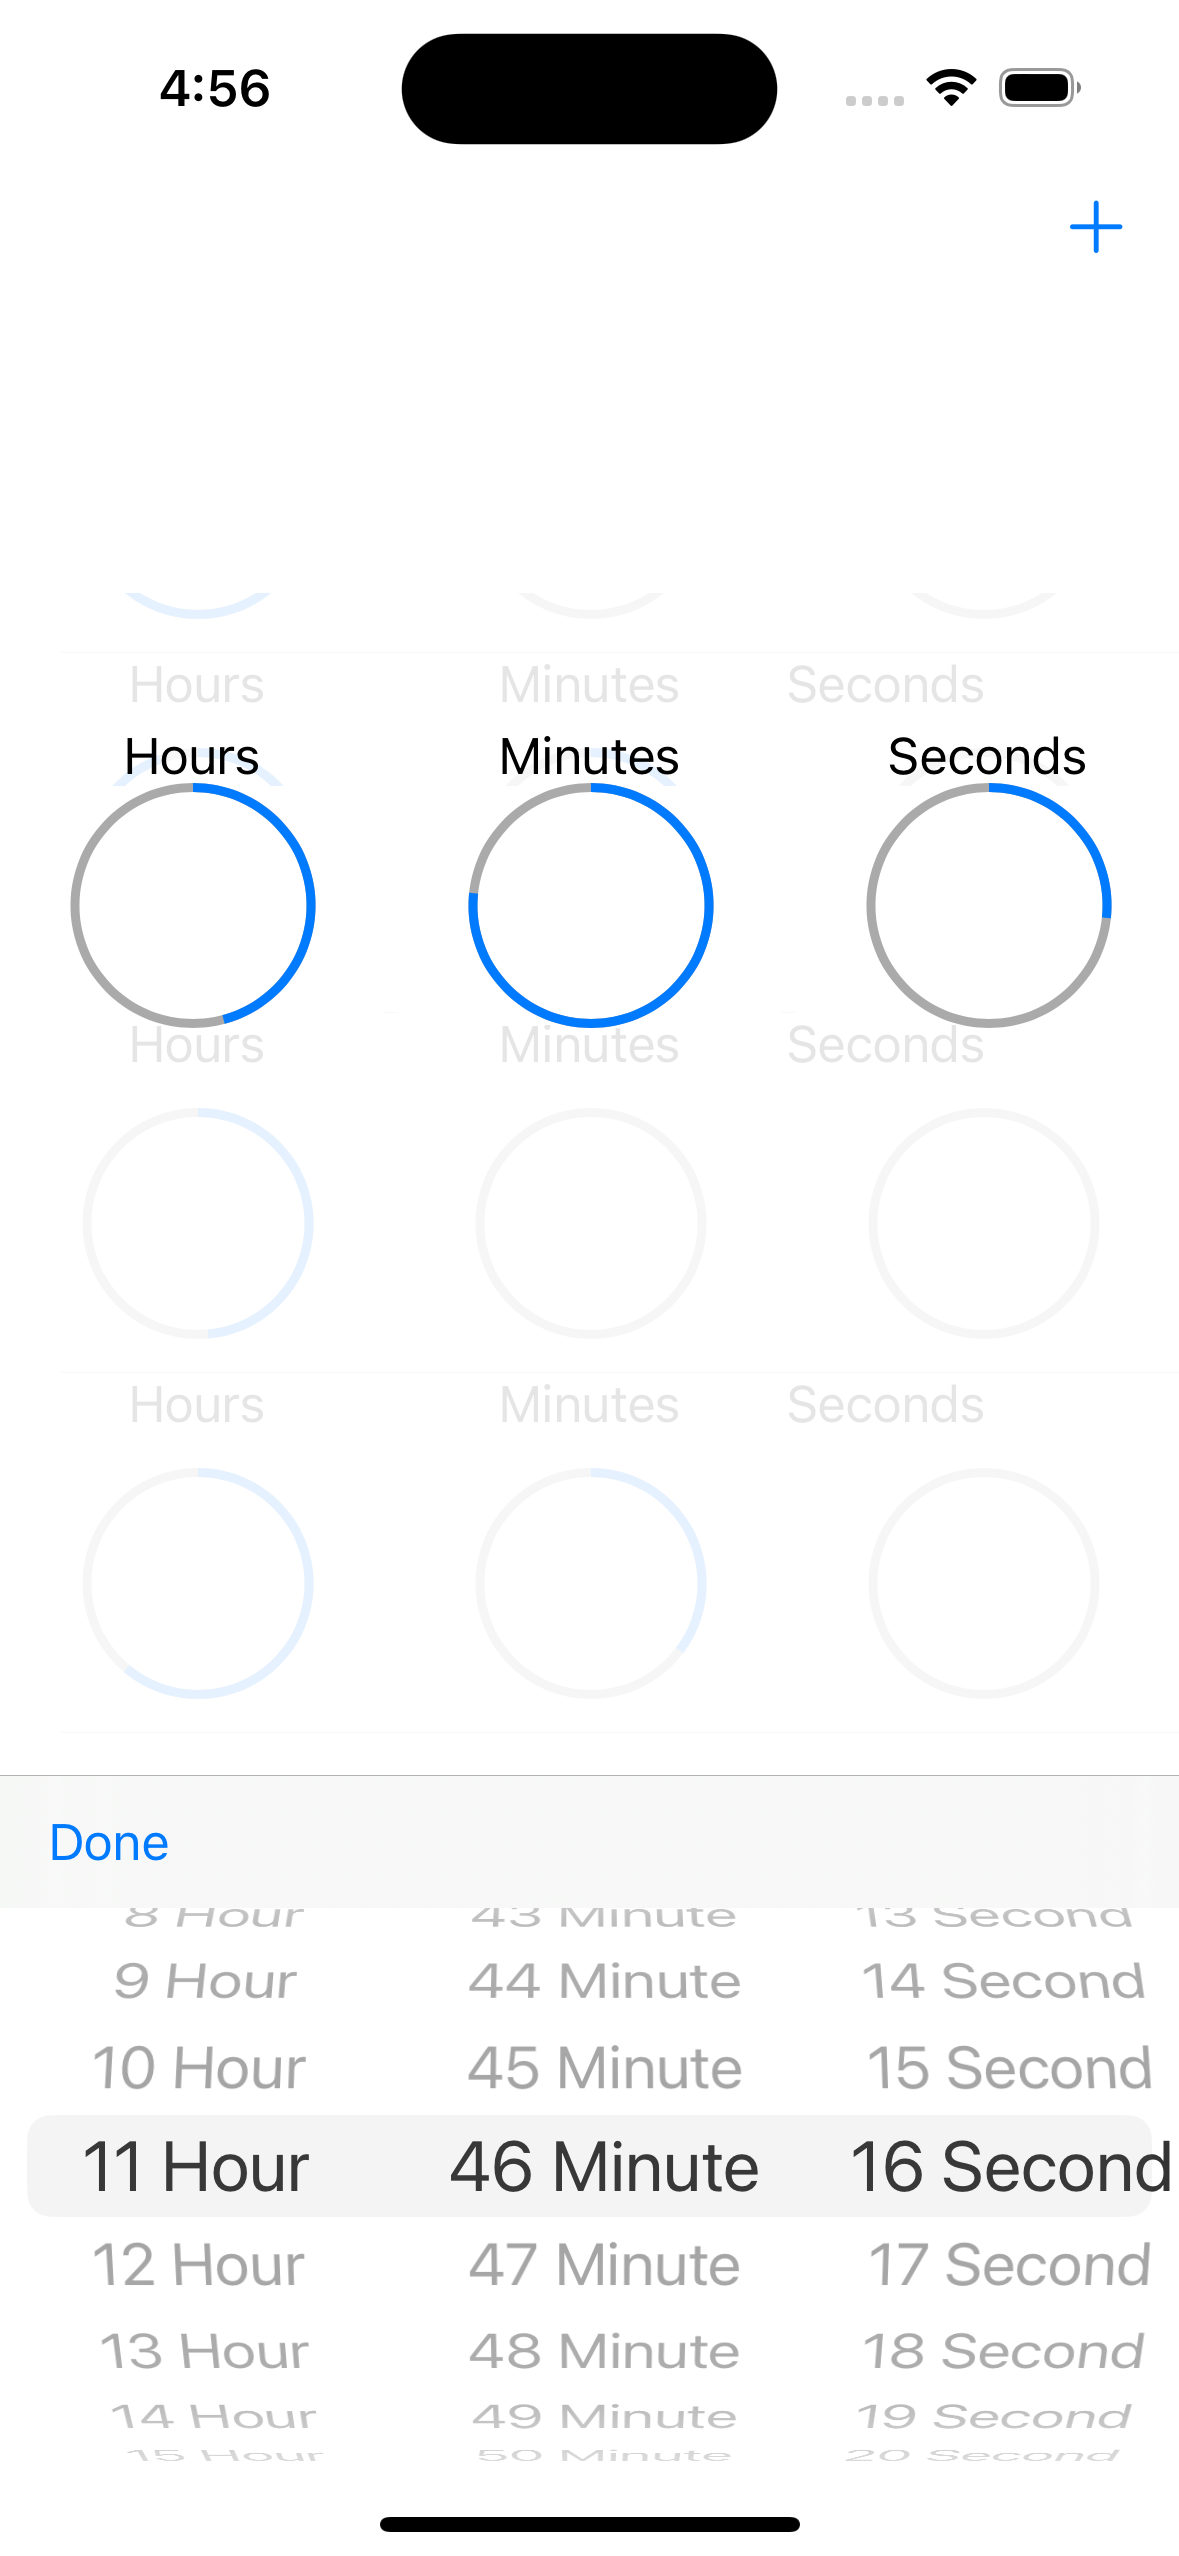 4:56
Hours Minutes Seconds
Hours Minutes Seconds
Hours Minutes Seconds
Hours Minutes Seconds
Done
8 Hour 43 Minute 13 Second
9 Hour 44 Minute 14 Second
10 Hour 45 Minute 15 Second
11 Hour 46 Minute 16 Second
12 Hour 47 Minute 17 Second
13 Hour 48 Minute 18 Second
14 Hour 49 Minute 19 Second
15 Hour 50 Minute 20 Second